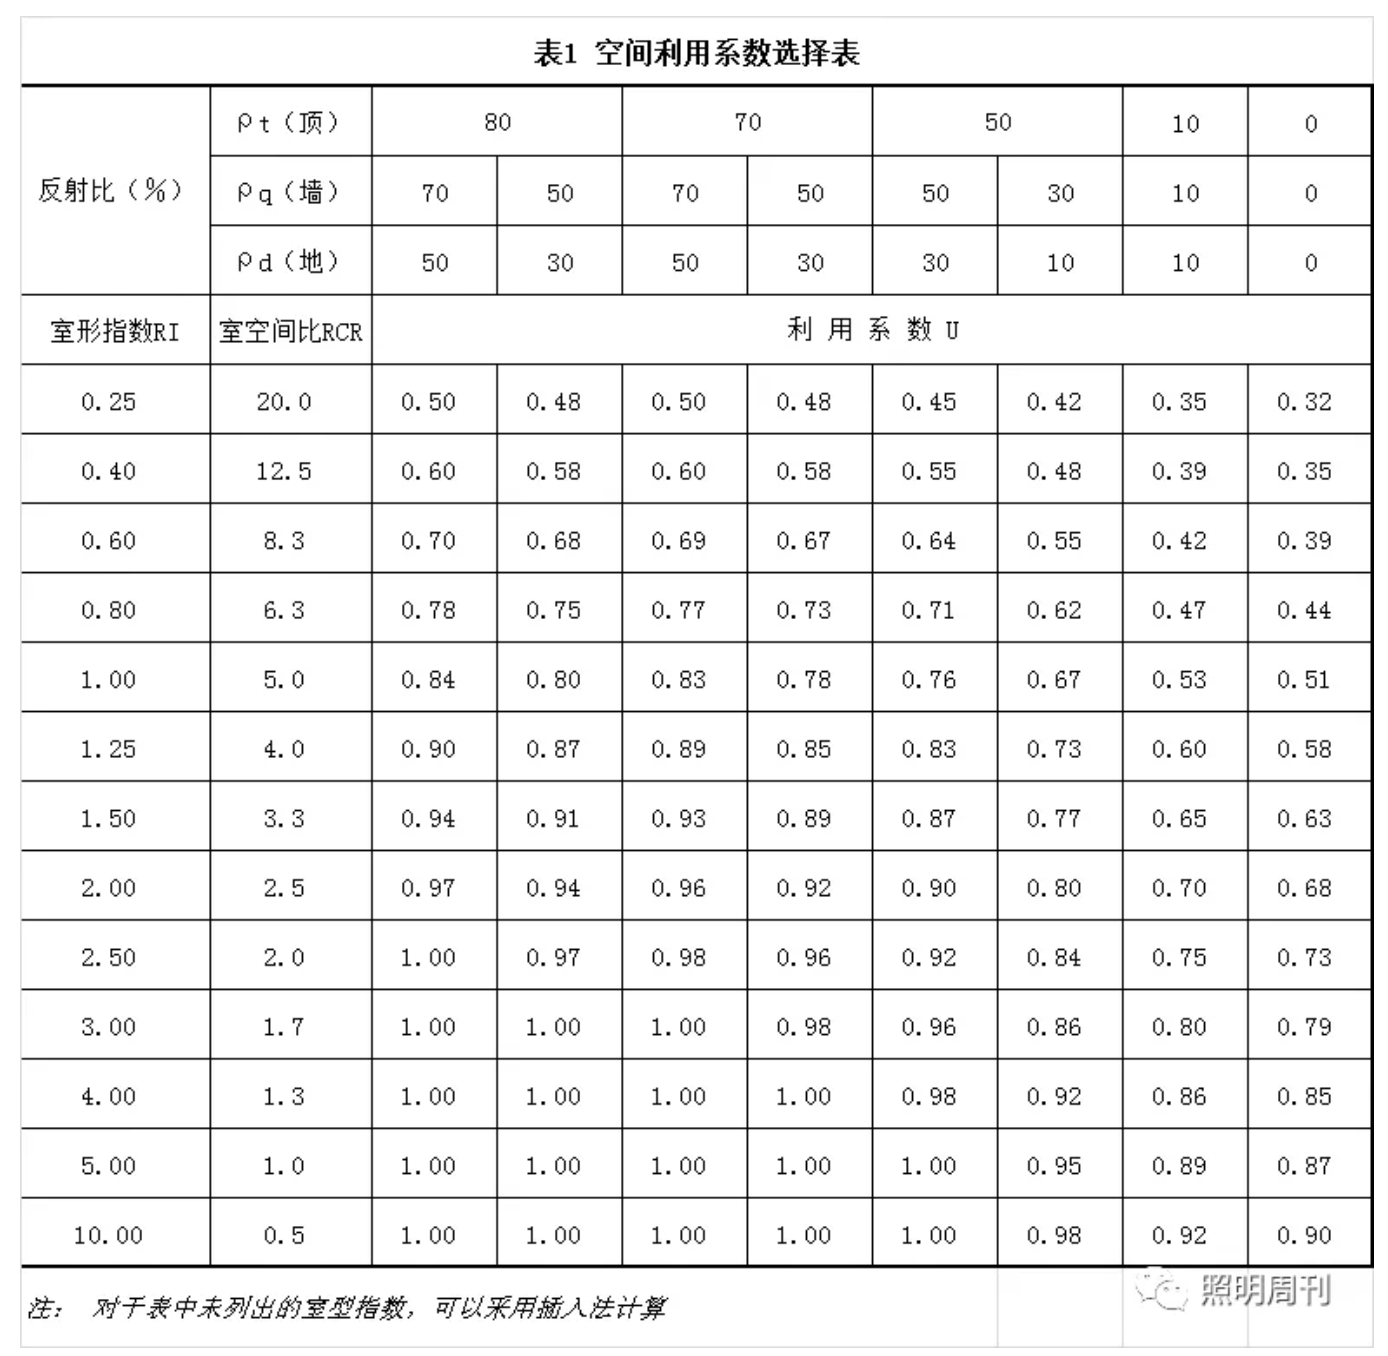 表1 空间利用系数选择表
反射比（%） ρt（顶） 80 70 50 10 0
ρq（墙） 70 50 70 50 50 30 10 0
ρd（地） 50 30 50 30 30 10 10 0
室形指数RI 室空间比RCR 利 用 系 数 U
0.25 20.0 0.50 0.48 0.50 0.48 0.45 0.42 0.35 0.32
0.40 12.5 0.60 0.58 0.60 0.58 0.55 0.48 0.39 0.35
0.60 8.3 0.70 0.68 0.69 0.67 0.64 0.55 0.42 0.39
0.80 6.3 0.78 0.75 0.77 0.73 0.71 0.62 0.47 0.44
1.00 5.0 0.84 0.80 0.83 0.78 0.76 0.67 0.53 0.51
1.25 4.0 0.90 0.87 0.89 0.85 0.83 0.73 0.60 0.58
1.50 3.3 0.94 0.91 0.93 0.89 0.87 0.77 0.65 0.63
2.00 2.5 0.97 0.94 0.96 0.92 0.90 0.80 0.70 0.68
2.50 2.0 1.00 0.97 0.98 0.96 0.92 0.84 0.75 0.73
3.00 1.7 1.00 1.00 1.00 0.98 0.96 0.86 0.80 0.79
4.00 1.3 1.00 1.00 1.00 1.00 0.98 0.92 0.86 0.85
5.00 1.0 1.00 1.00 1.00 1.00 1.00 0.95 0.89 0.87
10.00 0.5 1.00 1.00 1.00 1.00 1.00 0.98 0.92 0.90
注： 对于表中未列出的室型指数，可以采用插入法计算
照明周刊